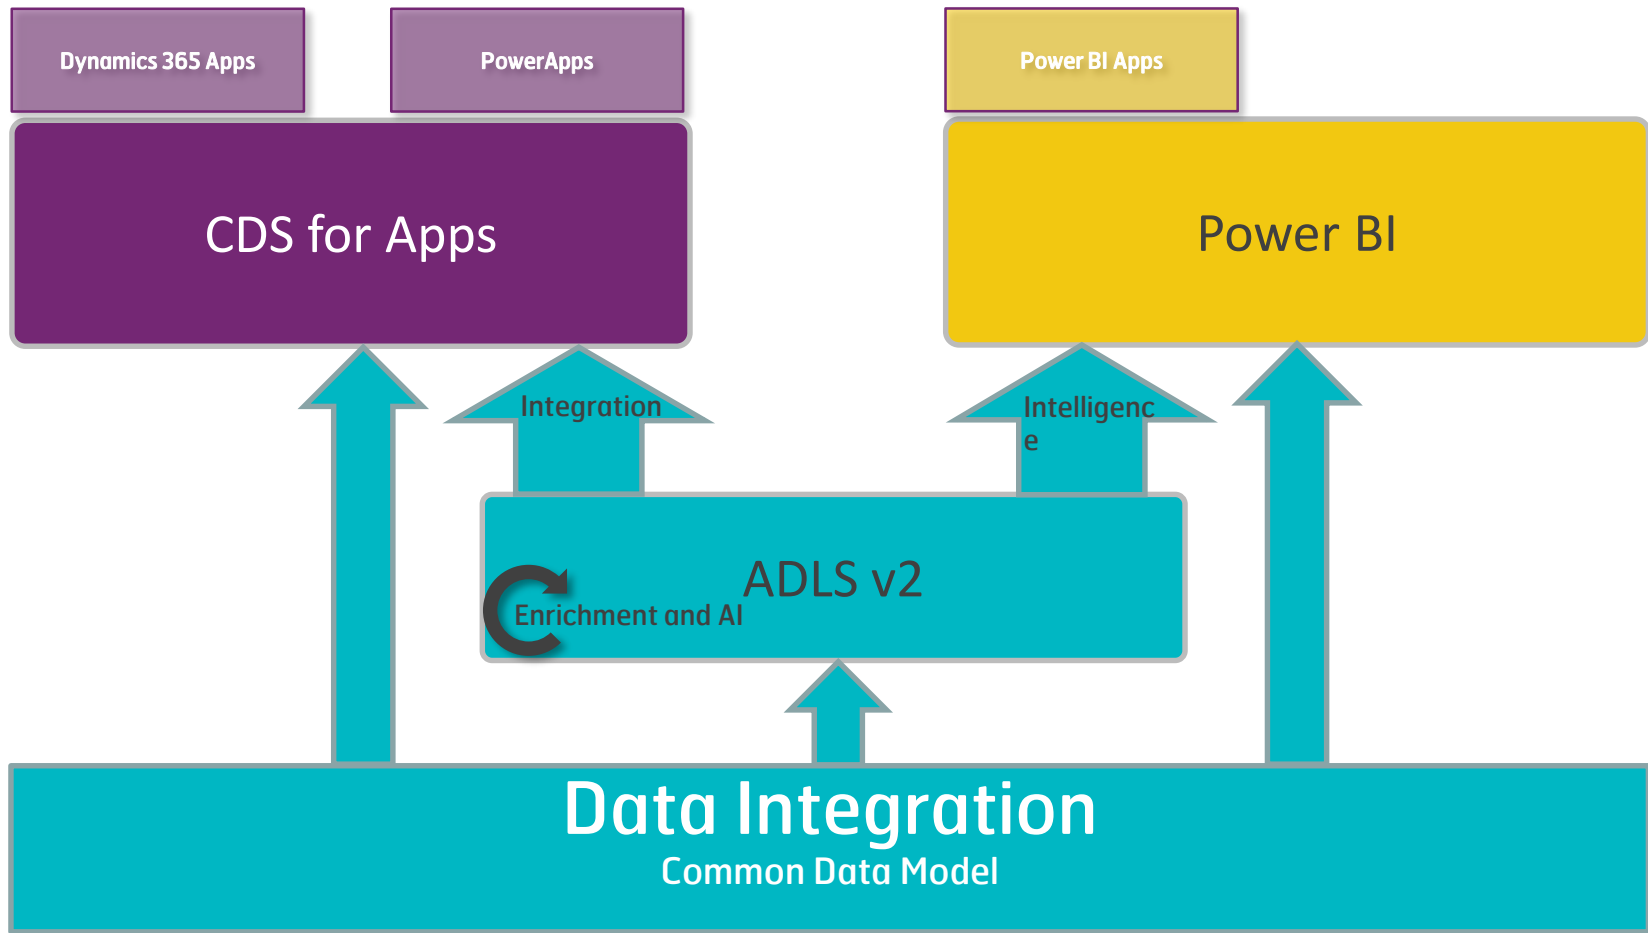 Dynamics 365 Apps
PowerApps
Power BI Apps
CDS for Apps
Power BI
Integration
Intelligenc
e
ADLS v2
Enrichment and AI
Data Integration
Common Data Model